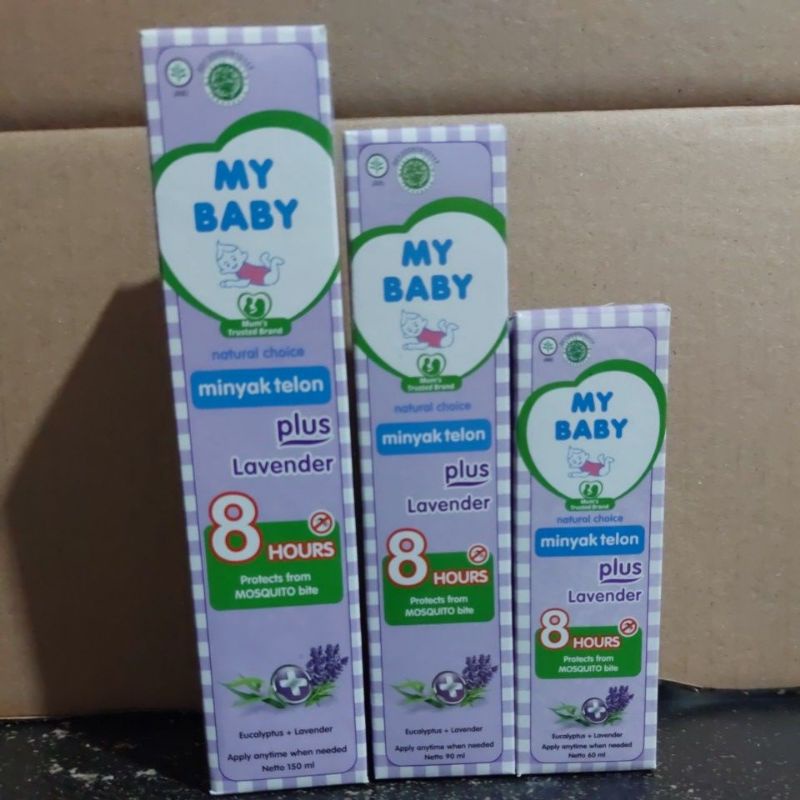 MY
BABY
Mum's
Trusted Brand
natural choice
minyak telon
plus
Lavender
8
HOURS
Protects from
MOSQUITO bite
Eucalyptus + Lavender
Apply anytime when needed
Netto 150 ml
MY
BABY
Mum's
Trusted Brand
natural choice
minyak telon
plus
Lavender
8
HOURS
Protects from
MOSQUITO bite
Eucalyptus + Lavender
Apply anytime when needed
Netto 90 ml
MY
BABY
Mum's
Trusted Brand
natural choice
minyak telon
plus
Lavender
8
HOURS
Protects from
MOSQUITO bite
Eucalyptus + Lavender
Apply anytime when needed
Netto 60 ml